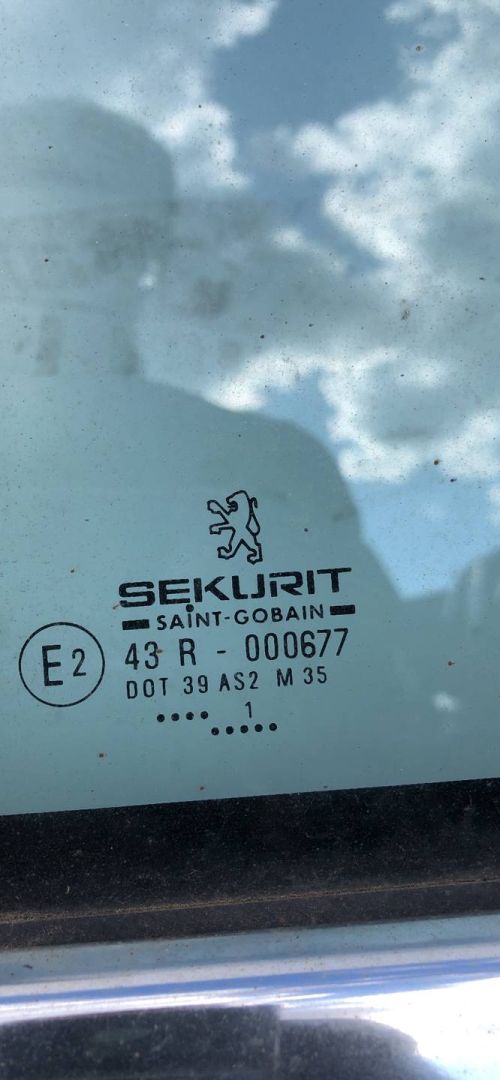 SEKURIT
SAINT-GOBAIN
E2
43 R - 000677
DOT 39 AS2 M 35
.... 1
.....